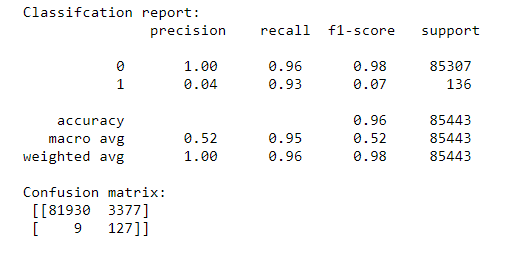 Classifcation report:
precision recall f1-score support
0 1.00 0.96 0.98 85307
1 0.04 0.93 0.07 136
accuracy 0.96 85443
macro avg 0.52 0.95 0.52 85443
weighted avg 1.00 0.96 0.98 85443
Confusion matrix:
[[81930 3377]
[ 9 127]]